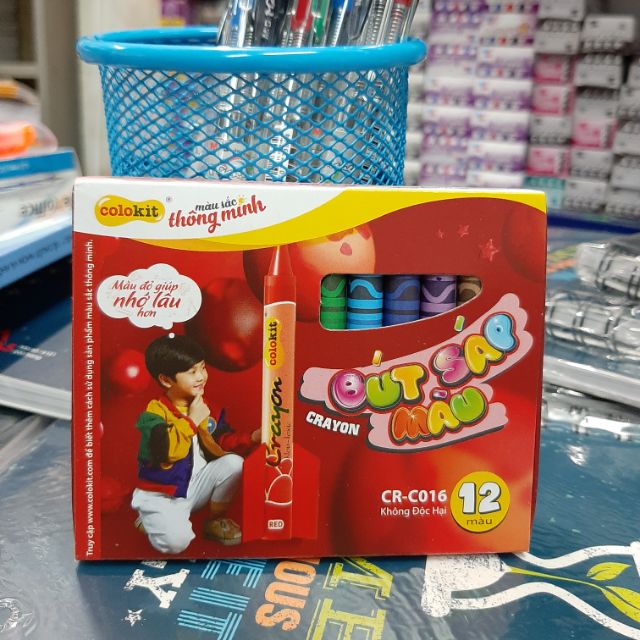 colokit®
màu sắc
thông minh
Màu đỏ giúp
nhớ lâu
hơn
colokit
Crayon
RED
BÚT SÁP
MÀU
CRAYON
CR-C016
Không Độc Hại
12
màu
Truy cập www.colokit.com để biết thêm cách sử dụng sản phẩm màu sắc thông minh.